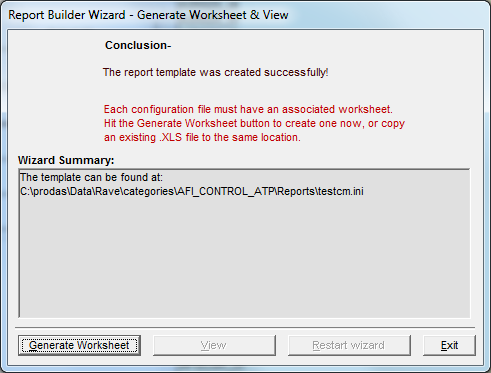 Report Builder Wizard - Generate Worksheet & View
Conclusion-
The report template was created successfully!
Each configuration file must have an associated worksheet.
Hit the Generate Worksheet button to create one now, or copy
an existing .XLS file to the same location.
Wizard Summary:
The template can be found at:
C:\prodas\Data\Rave\categories\AFI_CONTROL_ATP\Reports\testcm.ini
Generate Worksheet
View
Restart wizard
Exit